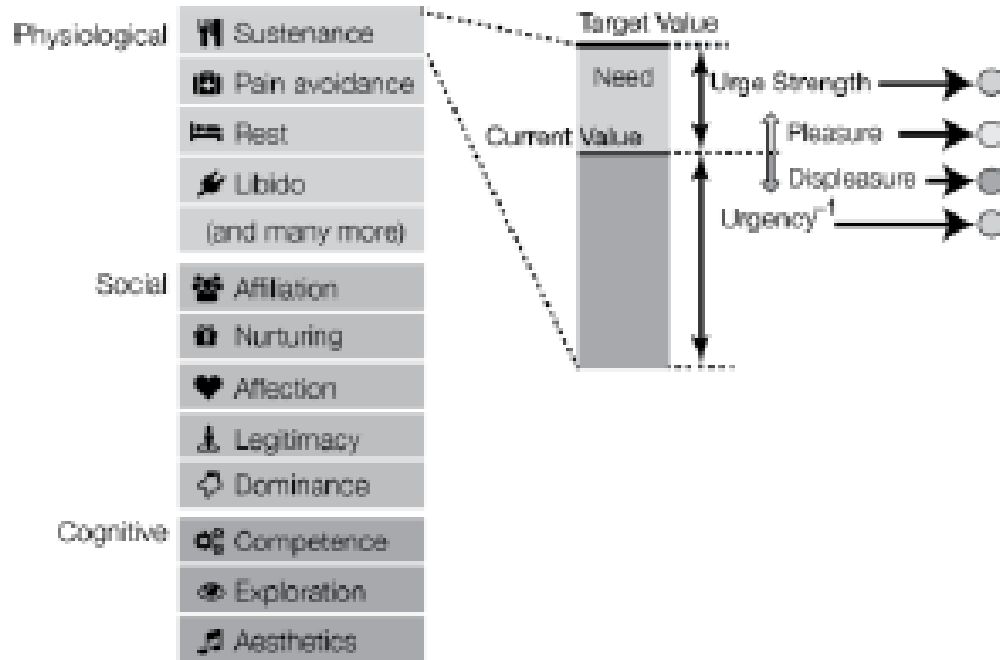 Physiological
Sustenance
Pain avoidance
Rest
Libido
(and many more)
Social
Affiliation
Nurturing
Affection
Legitimacy
Dominance
Cognitive
Competence
Exploration
Aesthetics
Target Value
Need
Current Value
Urge Strength
Pleasure
Displeasure
Urgency⁻¹